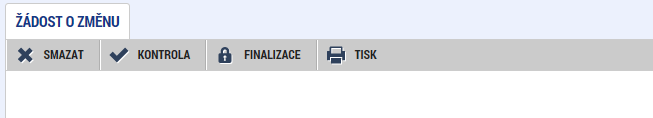 ŽÁDOST O ZMĚNU
SMAZAT KONTROLA FINALIZACE TISK